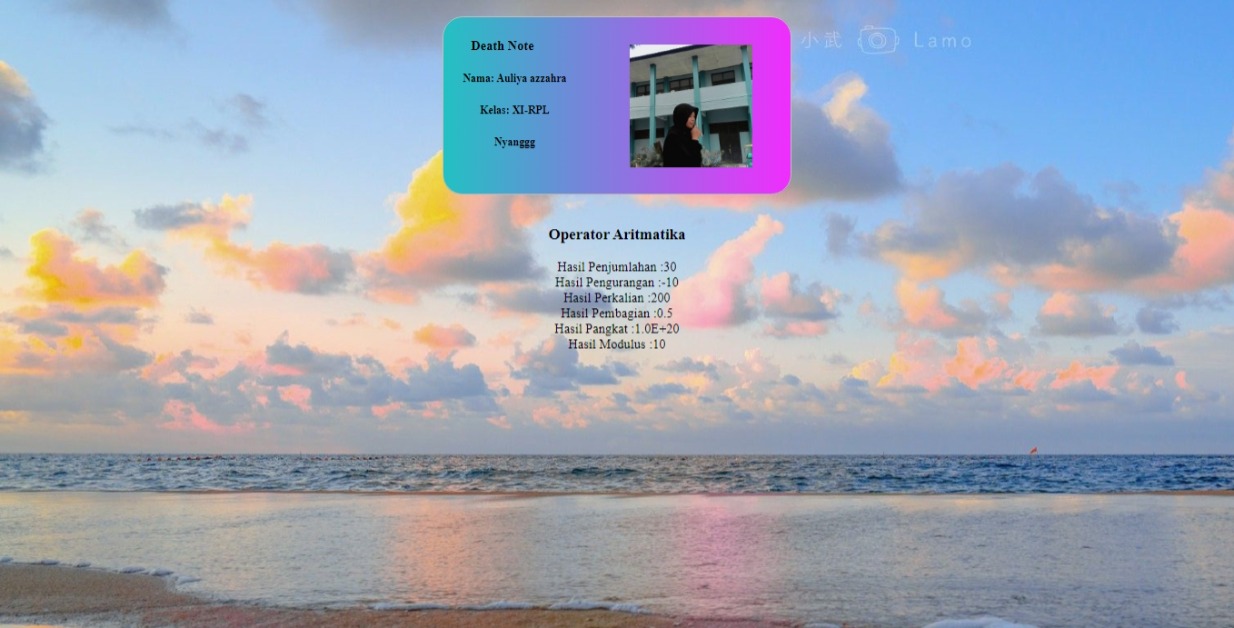 小武 Lamo
Death Note
Nama: Auliya azzahra
Kelas: XI-RPL
Nyanggg
Operator Aritmatika
Hasil Penjumlahan :30
Hasil Pengurangan :-10
Hasil Perkalian :200
Hasil Pembagian :0.5
Hasil Pangkat :1.0E+20
Hasil Modulus :10